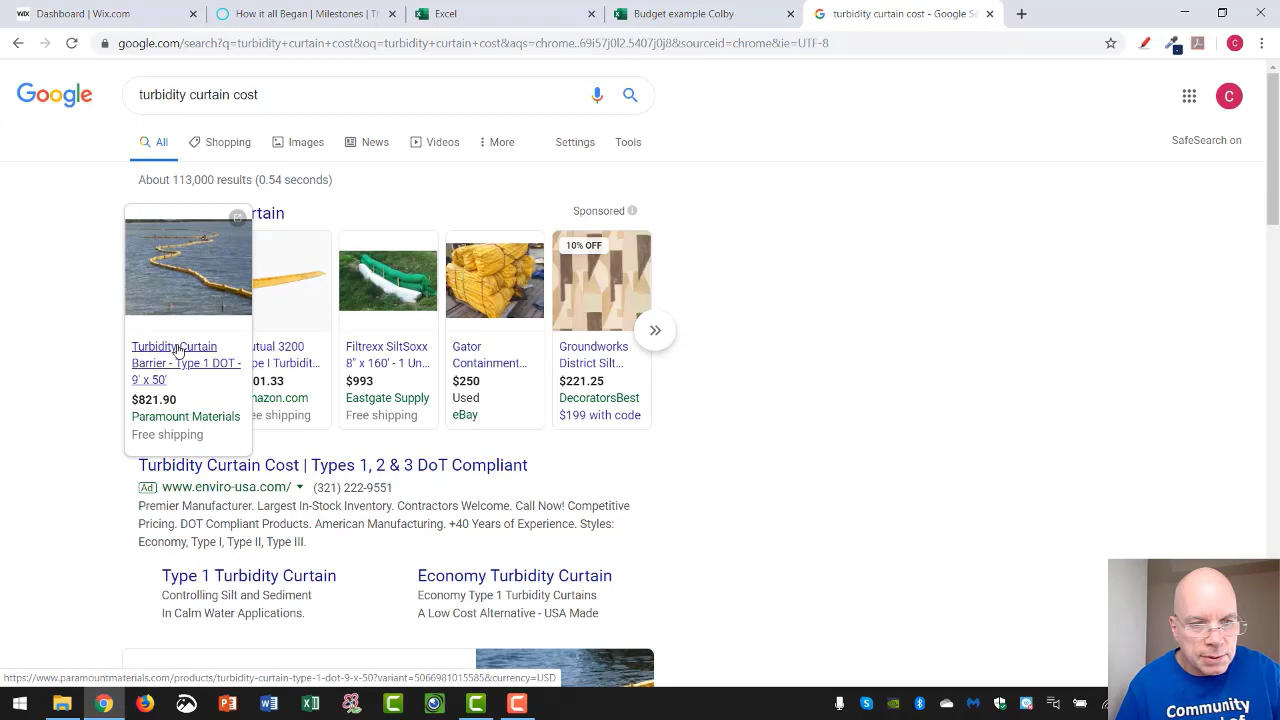 WIX Dashboard | Wix.com
How it all Began | Milestones | Th
Excel
Budget example Colby
turbidity curtain cost - Google Se
google.com/search?q=turbidity+curtain+cost&oq=turbidity+curtain+cost&aqs=chrome..69i57j0l2.5407j0j8&sourceid=chrome&ie=UTF-8
C
Google
turbidity curtain cost
C
All
Shopping
Images
News
Videos
More
Settings
Tools
SafeSearch on
About 113,000 results (0.54 seconds)
rtain
Sponsored
10% OFF
Turbidity Curtain
Barrier - Type 1 DOT -
9' x 50'
$821.90
Paramount Materials
Free shipping
utual 3200
pe I Turbidit...
01.33
nazon.com
ee shipping
Filtrexx SiltSoxx
8" x 160' - 1 Un...
$993
Eastgate Supply
Free shipping
Gator
Containment...
$250
Used
eBay
Groundworks
District Silt...
$221.25
DecoratorsBest
$199 with code
Turbidity Curtain Cost | Types 1, 2 & 3 DoT Compliant
Ad www.enviro-usa.com/ (321) 222-9551
Premier Manufacturer. Largest In-Stock Inventory. Contractors Welcome. Call Now! Competitive
Pricing. DOT Compliant Products. American Manufacturing. +40 Years of Experience. Styles:
Economy, Type I, Type II, Type III.
Type 1 Turbidity Curtain
Controlling Silt and Sediment
In Calm Water Applications.
Economy Turbidity Curtain
Economy Type 1 Turbidity Curtains
A Low Cost Alternative - USA Made
https://www.paramountmaterials.com/products/turbidity-curtain-type-1-dot-9-x-50?variant=50669810155858&currency=USD
Community